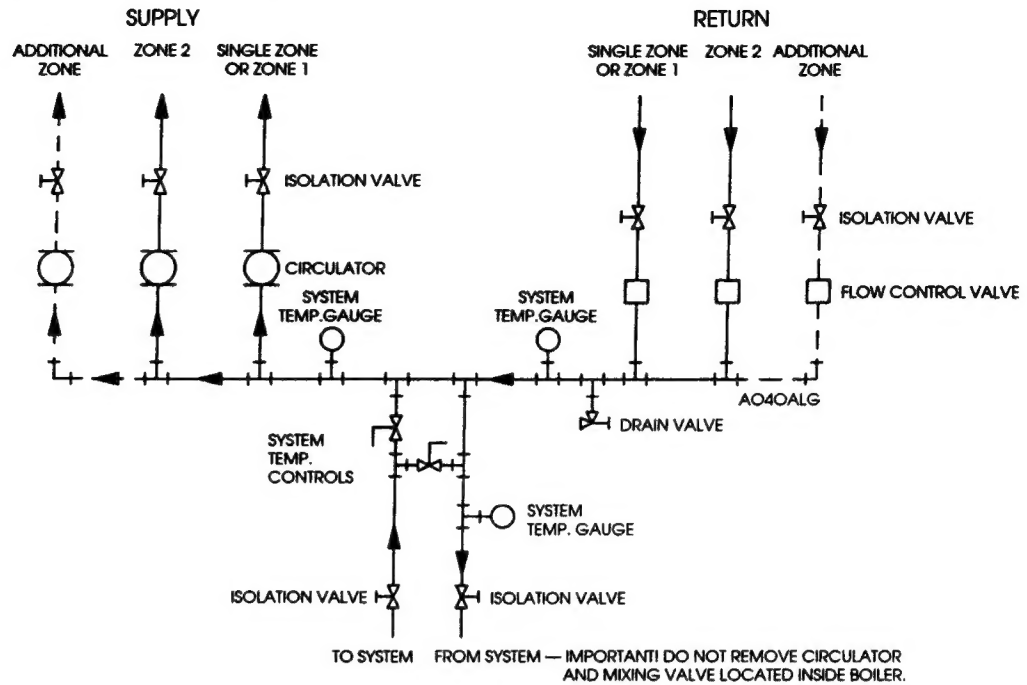 SUPPLY
RETURN
ADDITIONAL
ZONE
ZONE 2
SINGLE ZONE
OR ZONE 1
SINGLE ZONE
OR ZONE 1
ZONE 2
ADDITIONAL
ZONE
ISOLATION VALVE
ISOLATION VALVE
CIRCULATOR
SYSTEM
TEMP.GAUGE
SYSTEM
TEMP.GAUGE
FLOW CONTROL VALVE
AO4OALG
DRAIN VALVE
SYSTEM
TEMP.
CONTROLS
SYSTEM
TEMP. GAUGE
ISOLATION VALVE
ISOLATION VALVE
TO SYSTEM
FROM SYSTEM — IMPORTANT! DO NOT REMOVE CIRCULATOR
AND MIXING VALVE LOCATED INSIDE BOILER.